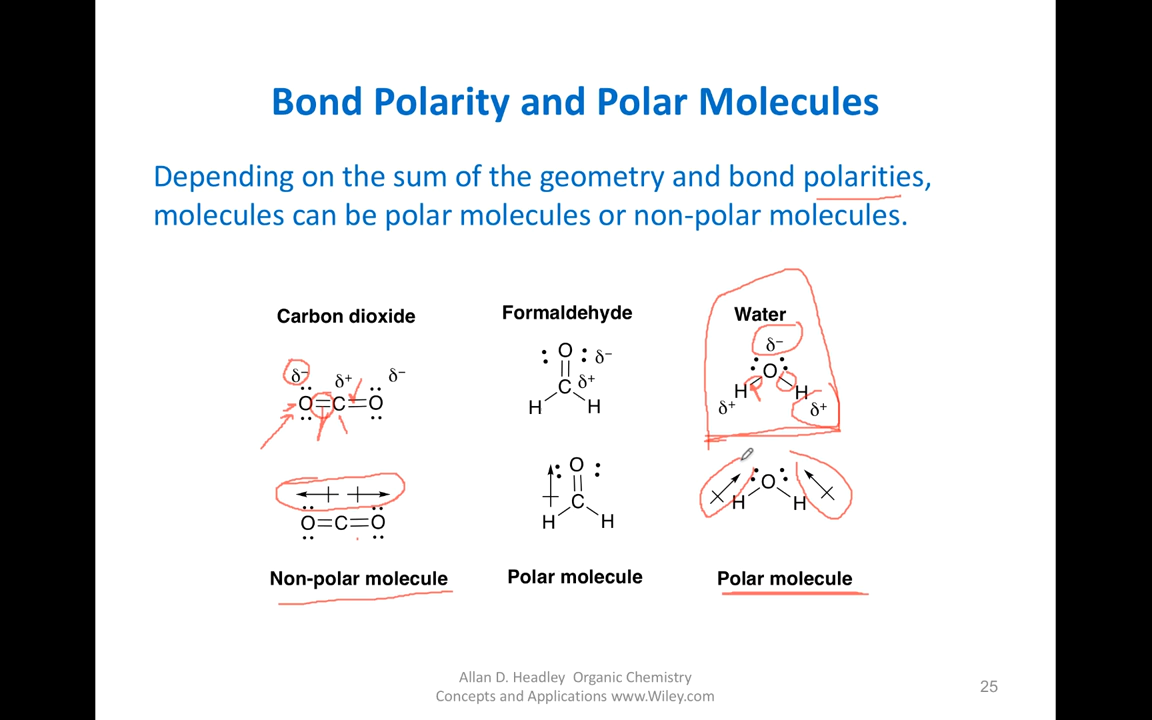 Bond Polarity and Polar Molecules
Depending on the sum of the geometry and bond polarities,
molecules can be polar molecules or non-polar molecules.
Carbon dioxide
δ⁻ δ⁺ δ⁻
O=C=O
O=C=O
Non-polar molecule
Formaldehyde
O δ⁻
C δ⁺
H H
O
C
H H
Polar molecule
Water
δ⁻
O
H H
δ⁺ δ⁺
O
H H
Polar molecule
Allan D. Headley Organic Chemistry
Concepts and Applications www.Wiley.com
25